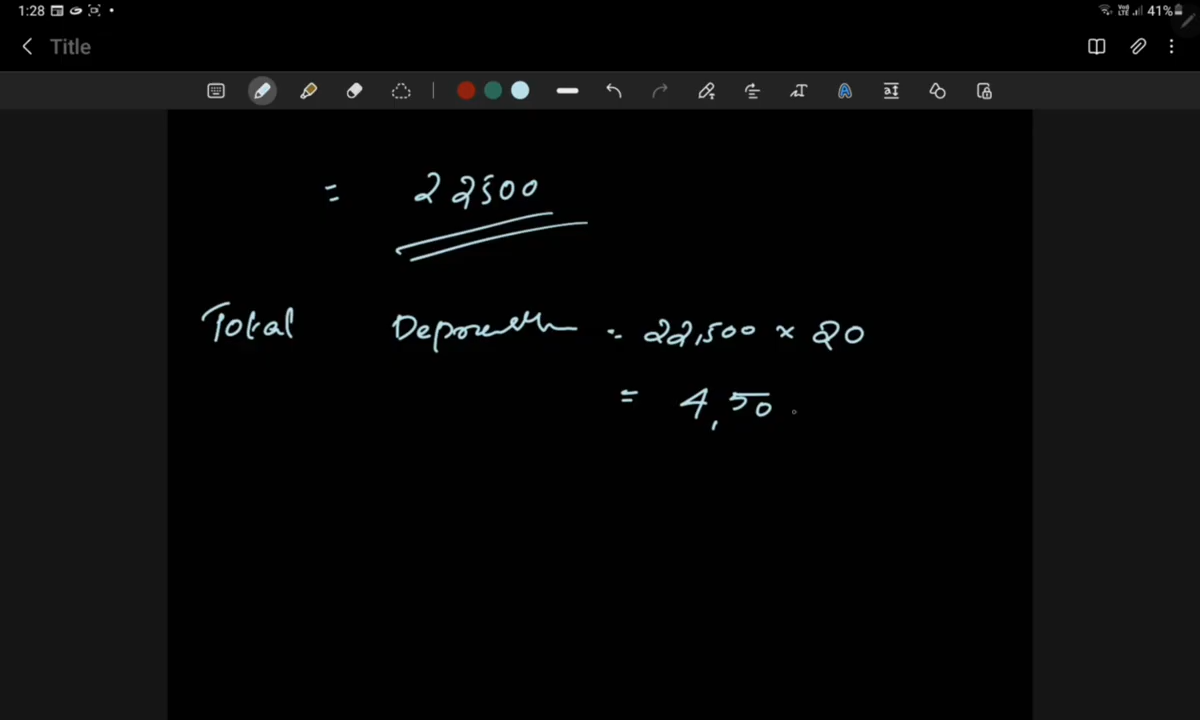 1:28 41%
Title
= 22500
Total = 22,500 × 20
= 4,50